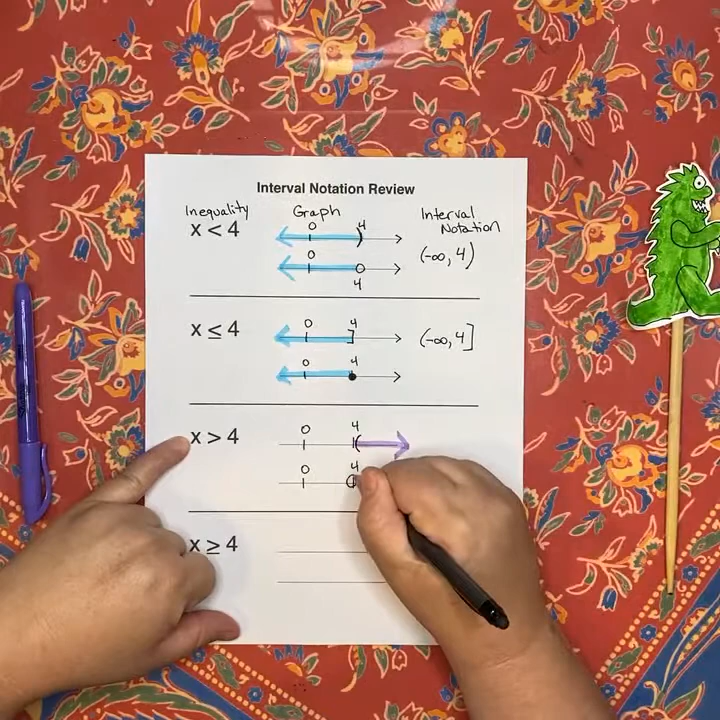 Interval Notation Review
Inequality Graph Interval Notation
x < 4
0 4 )
(-∞, 4)
0
4
x ≤ 4
0 4 ]
(-∞, 4]
0 4
x > 4
0 4 (
0 4
x ≥ 4